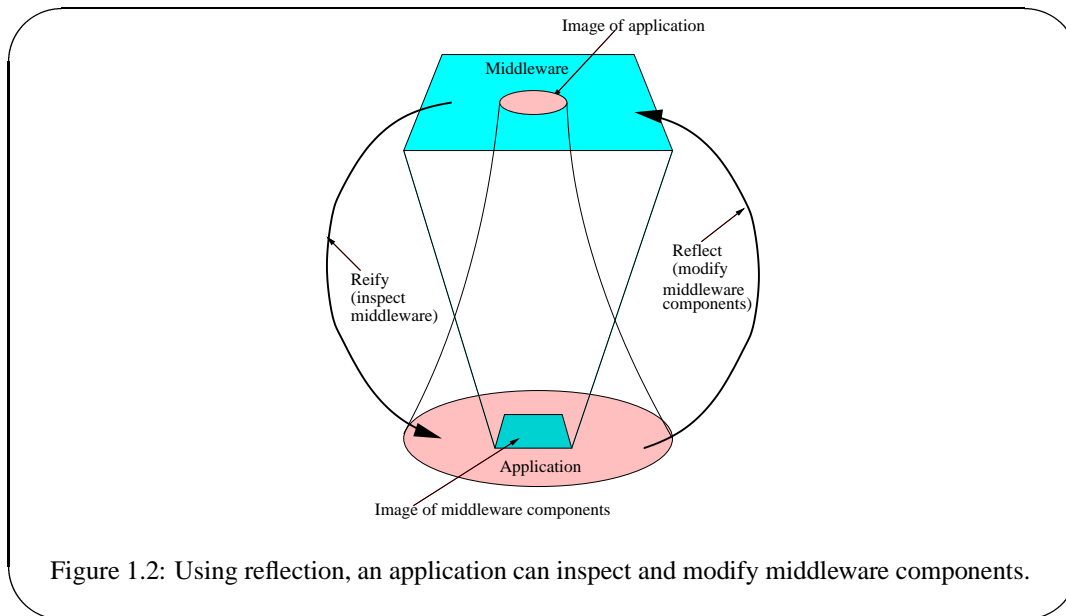 Image of application
Middleware
Reflect
(modify
middleware
components)
Reify
(inspect
middleware)
Application
Image of middleware components
Figure 1.2: Using reflection, an application can inspect and modify middleware components.